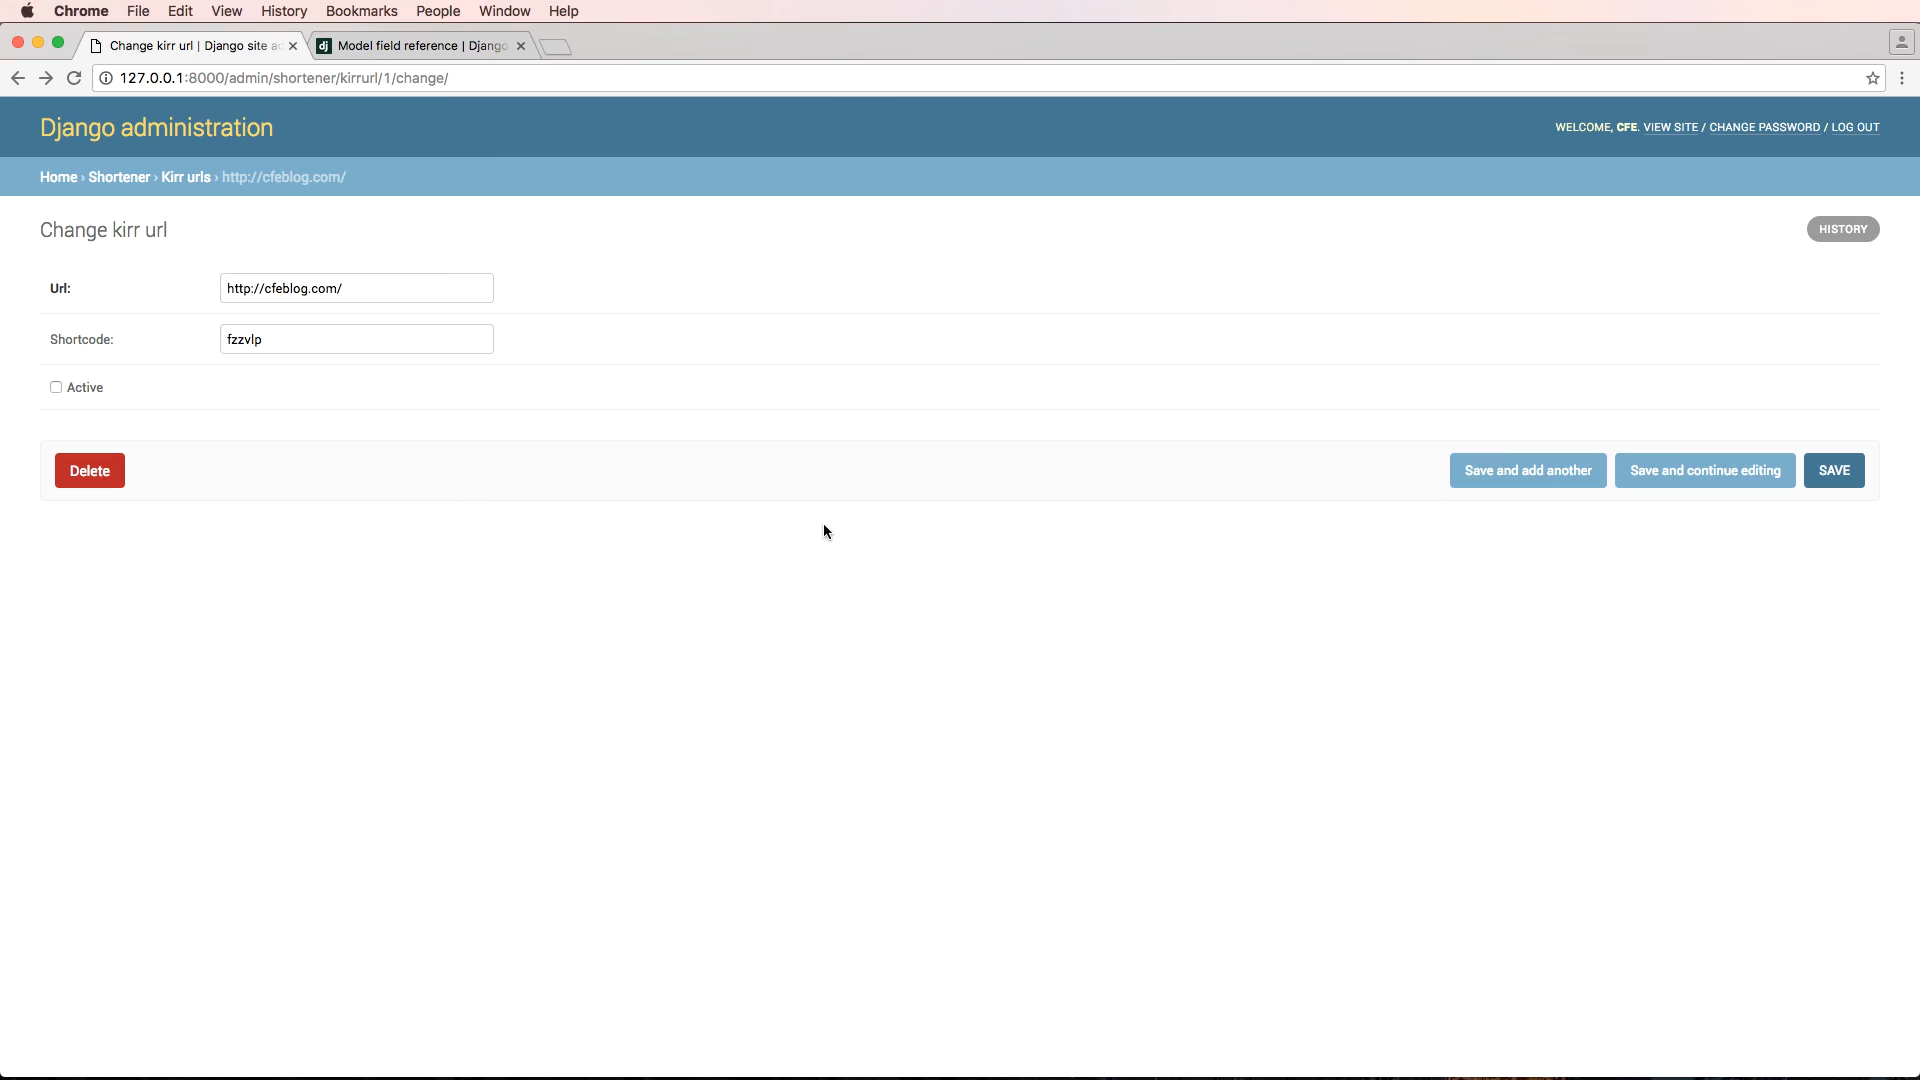 Chrome File Edit View History Bookmarks People Window Help
Change kirr url | Django site ad
Model field reference | Django
127.0.0.1:8000/admin/shortener/kirrurl/1/change/
Django administration
WELCOME, CFE. VIEW SITE / CHANGE PASSWORD / LOG OUT
Home › Shortener › Kirr urls › http://cfeblog.com/
Change kirr url
HISTORY
Url: http://cfeblog.com/
Shortcode: fzzvlp
Active
Delete
Save and add another
Save and continue editing
SAVE